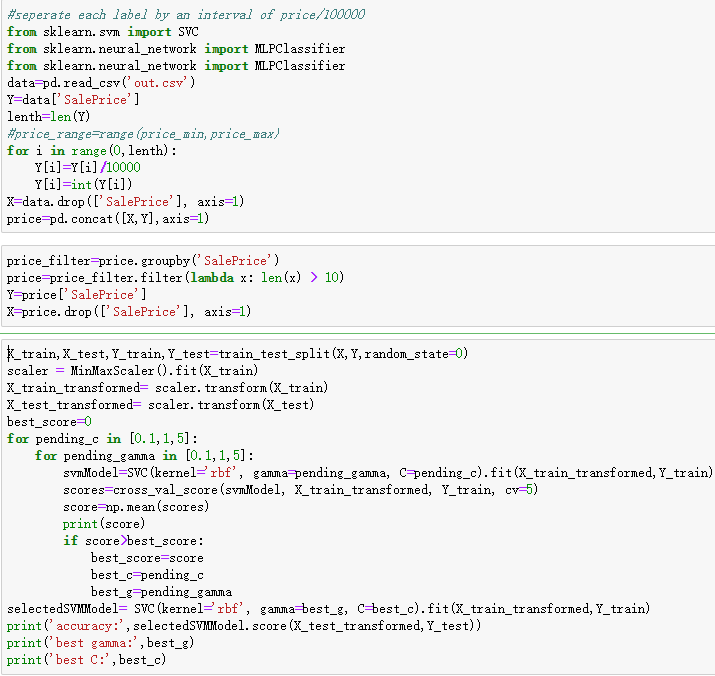 #seperate each label by an interval of price/100000
from sklearn.svm import SVC
from sklearn.neural_network import MLPClassifier
from sklearn.neural_network import MLPClassifier
data=pd.read_csv('out.csv')
Y=data['SalePrice']
lenth=len(Y)
#price_range=range(price_min,price_max)
for i in range(0,lenth):
    Y[i]=Y[i]/10000
    Y[i]=int(Y[i])
X=data.drop(['SalePrice'], axis=1)
price=pd.concat([X,Y],axis=1)
price_filter=price.groupby('SalePrice')
price=price_filter.filter(lambda x: len(x) > 10)
Y=price['SalePrice']
X=price.drop(['SalePrice'], axis=1)
X_train,X_test,Y_train,Y_test=train_test_split(X,Y,random_state=0)
scaler = MinMaxScaler().fit(X_train)
X_train_transformed= scaler.transform(X_train)
X_test_transformed= scaler.transform(X_test)
best_score=0
for pending_c in [0.1,1,5]:
    for pending_gamma in [0.1,1,5]:
        svmModel=SVC(kernel='rbf', gamma=pending_gamma, C=pending_c).fit(X_train_transformed,Y_train)
        scores=cross_val_score(svmModel, X_train_transformed, Y_train, cv=5)
        score=np.mean(scores)
        print(score)
        if score>best_score:
            best_score=score
            best_c=pending_c
            best_g=pending_gamma
selectedSVMModel= SVC(kernel='rbf', gamma=best_g, C=best_c).fit(X_train_transformed,Y_train)
print('accuracy:',selectedSVMModel.score(X_test_transformed,Y_test))
print('best gamma:',best_g)
print('best C:',best_c)